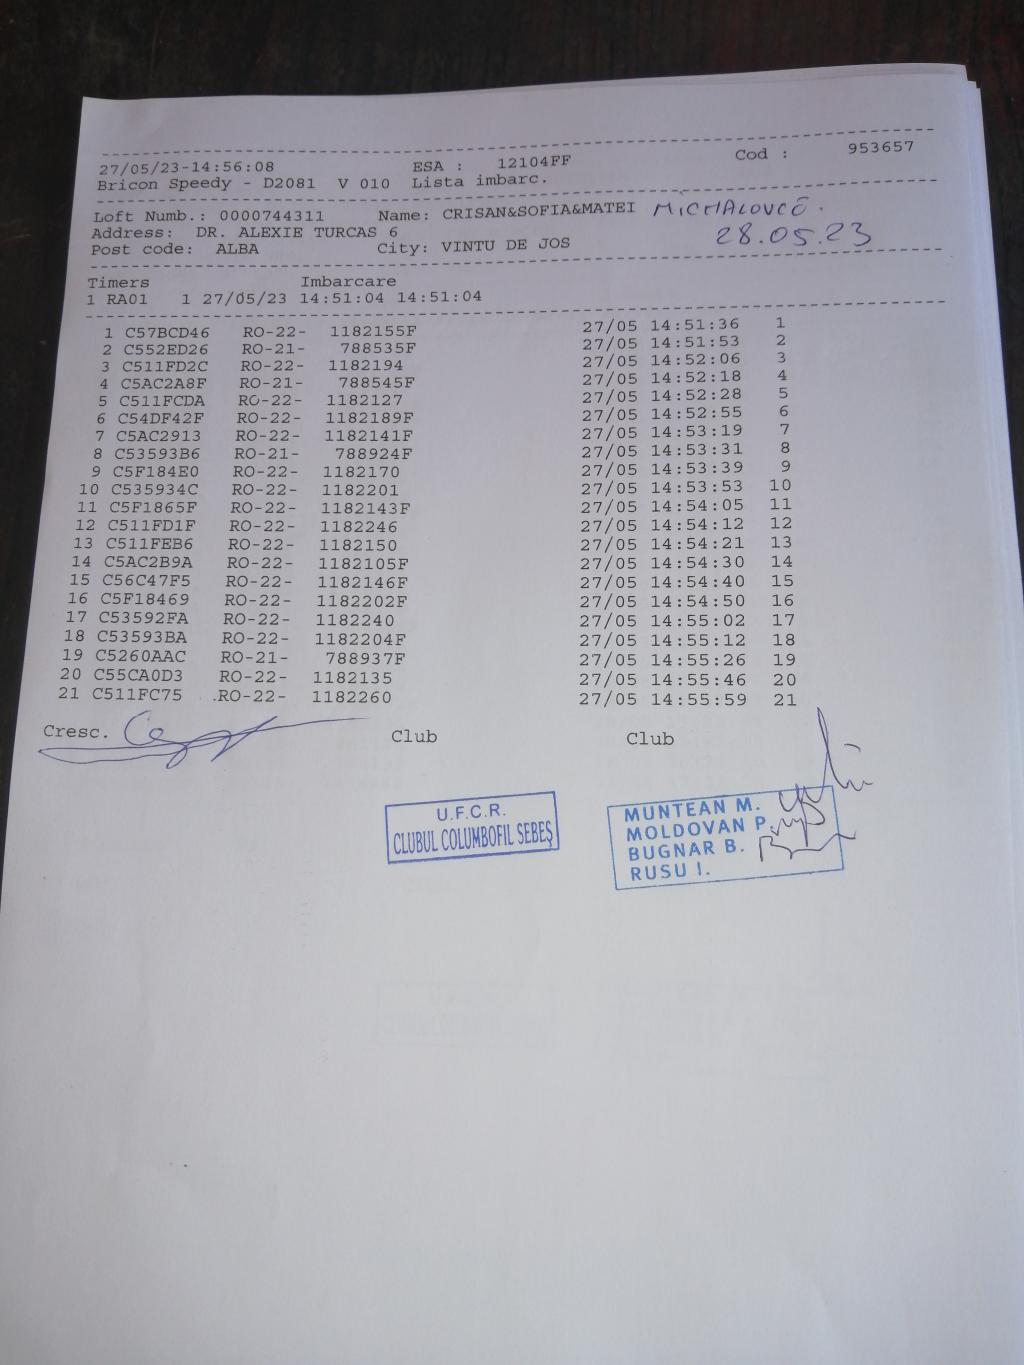 27/05/23-14:56:08 ESA : 12104FF Cod : 953657
Bricon Speedy - D2081 V 010 Lista imbarc.
Loft Numb.: 0000744311 Name: CRISAN&SOFIA&MATEI MICHALOVCE.
Address: DR. ALEXIE TURCAS 6 28.05.23
Post code: ALBA City: VINTU DE JOS
Timers Imbarcare
1 RA01 1 27/05/23 14:51:04 14:51:04
1 C57BCD46 RO-22- 1182155F 27/05 14:51:36 1
2 C552ED26 RO-21- 788535F 27/05 14:51:53 2
3 C511FD2C RO-22- 1182194 27/05 14:52:06 3
4 C5AC2A8F RO-21- 788545F 27/05 14:52:18 4
5 C511FCDA RO-22- 1182127 27/05 14:52:28 5
6 C54DF42F RO-22- 1182189F 27/05 14:52:55 6
7 C5AC2913 RO-22- 1182141F 27/05 14:53:19 7
8 C53593B6 RO-21- 788924F 27/05 14:53:31 8
9 C5F184E0 RO-22- 1182170 27/05 14:53:39 9
10 C535934C RO-22- 1182201 27/05 14:53:53 10
11 C5F1865F RO-22- 1182143F 27/05 14:54:05 11
12 C511FD1F RO-22- 1182246 27/05 14:54:12 12
13 C511FEB6 RO-22- 1182150 27/05 14:54:21 13
14 C5AC2B9A RO-22- 1182105F 27/05 14:54:30 14
15 C56C47F5 RO-22- 1182146F 27/05 14:54:40 15
16 C5F18469 RO-22- 1182202F 27/05 14:54:50 16
17 C53592FA RO-22- 1182240 27/05 14:55:02 17
18 C53593BA RO-22- 1182204F 27/05 14:55:12 18
19 C5260AAC RO-21- 788937F 27/05 14:55:26 19
20 C55CA0D3 RO-22- 1182135 27/05 14:55:46 20
21 C511FC75 RO-22- 1182260 27/05 14:55:59 21
Cresc. Club Club
U.F.C.R.
CLUBUL COLUMBOFIL SEBEȘ
MUNTEAN M.
MOLDOVAN P.
BUGNAR B.
RUSU I.